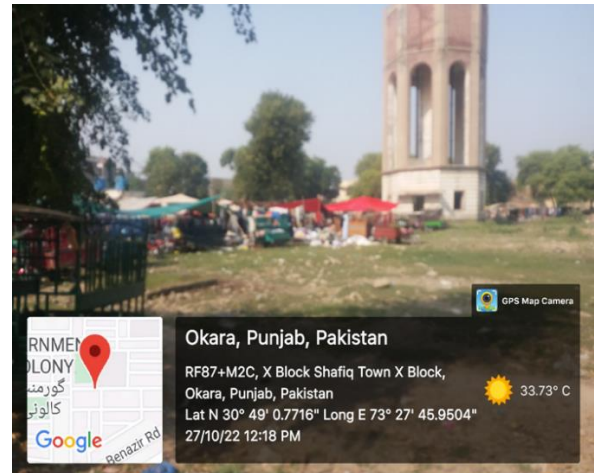 GPS Map Camera
Okara, Punjab, Pakistan
RF87+M2C, X Block Shafiq Town X Block,
Okara, Punjab, Pakistan
Lat N 30° 49' 0.7716" Long E 73° 27' 45.9504"
27/10/22 12:18 PM
33.73° C
RNMEN
OLONY
گورمنٹ
کالونی
Benazir Rd
Google